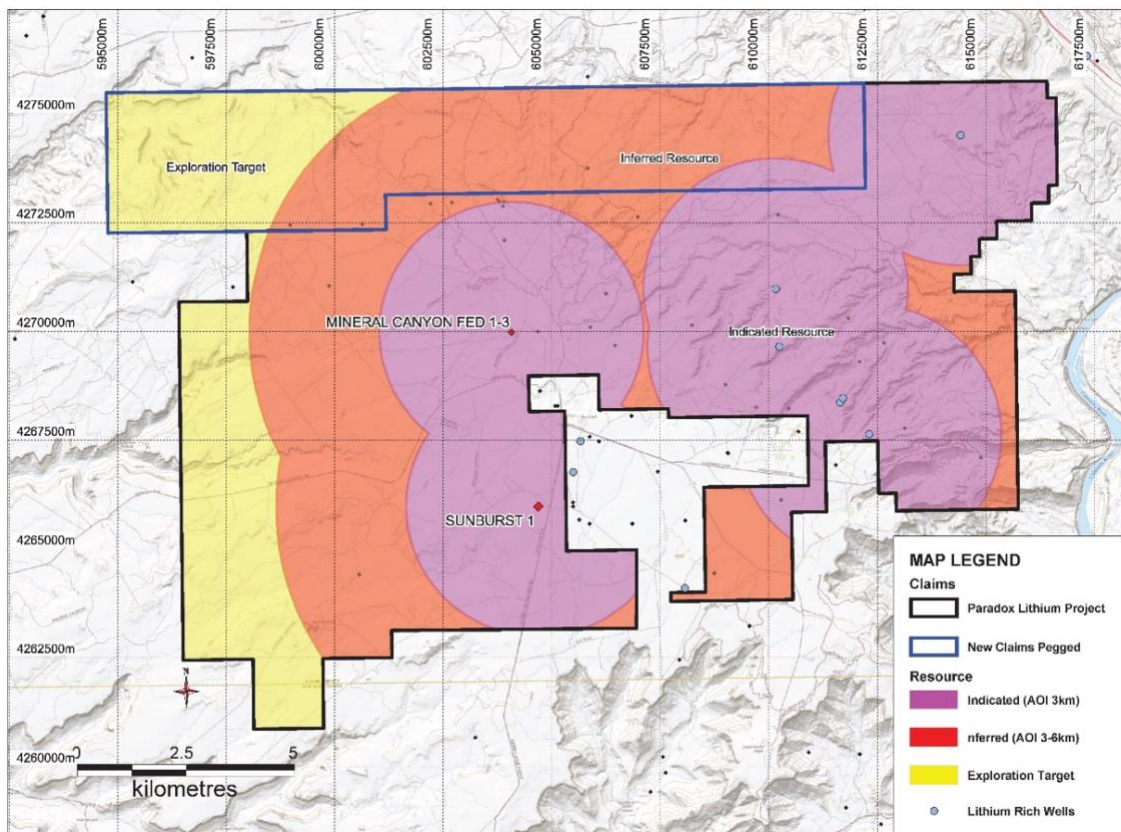 595000m
597500m
600000m
602500m
605000m
607500m
610000m
612500m
615000m
617500m
4275000m
Exploration Target
Inferred Resource
4272500m
MINERAL CANYON FED 1-3
Indicated Resource
4270000m
4267500m
SUNBURST 1
4265000m
4262500m
N
4260000m
0 2.5 5
kilometres
MAP LEGEND
Claims
Paradox Lithium Project
New Claims Pegged
Resource
Indicated (AOI 3km)
nferred (AOI 3-6km)
Exploration Target
Lithium Rich Wells